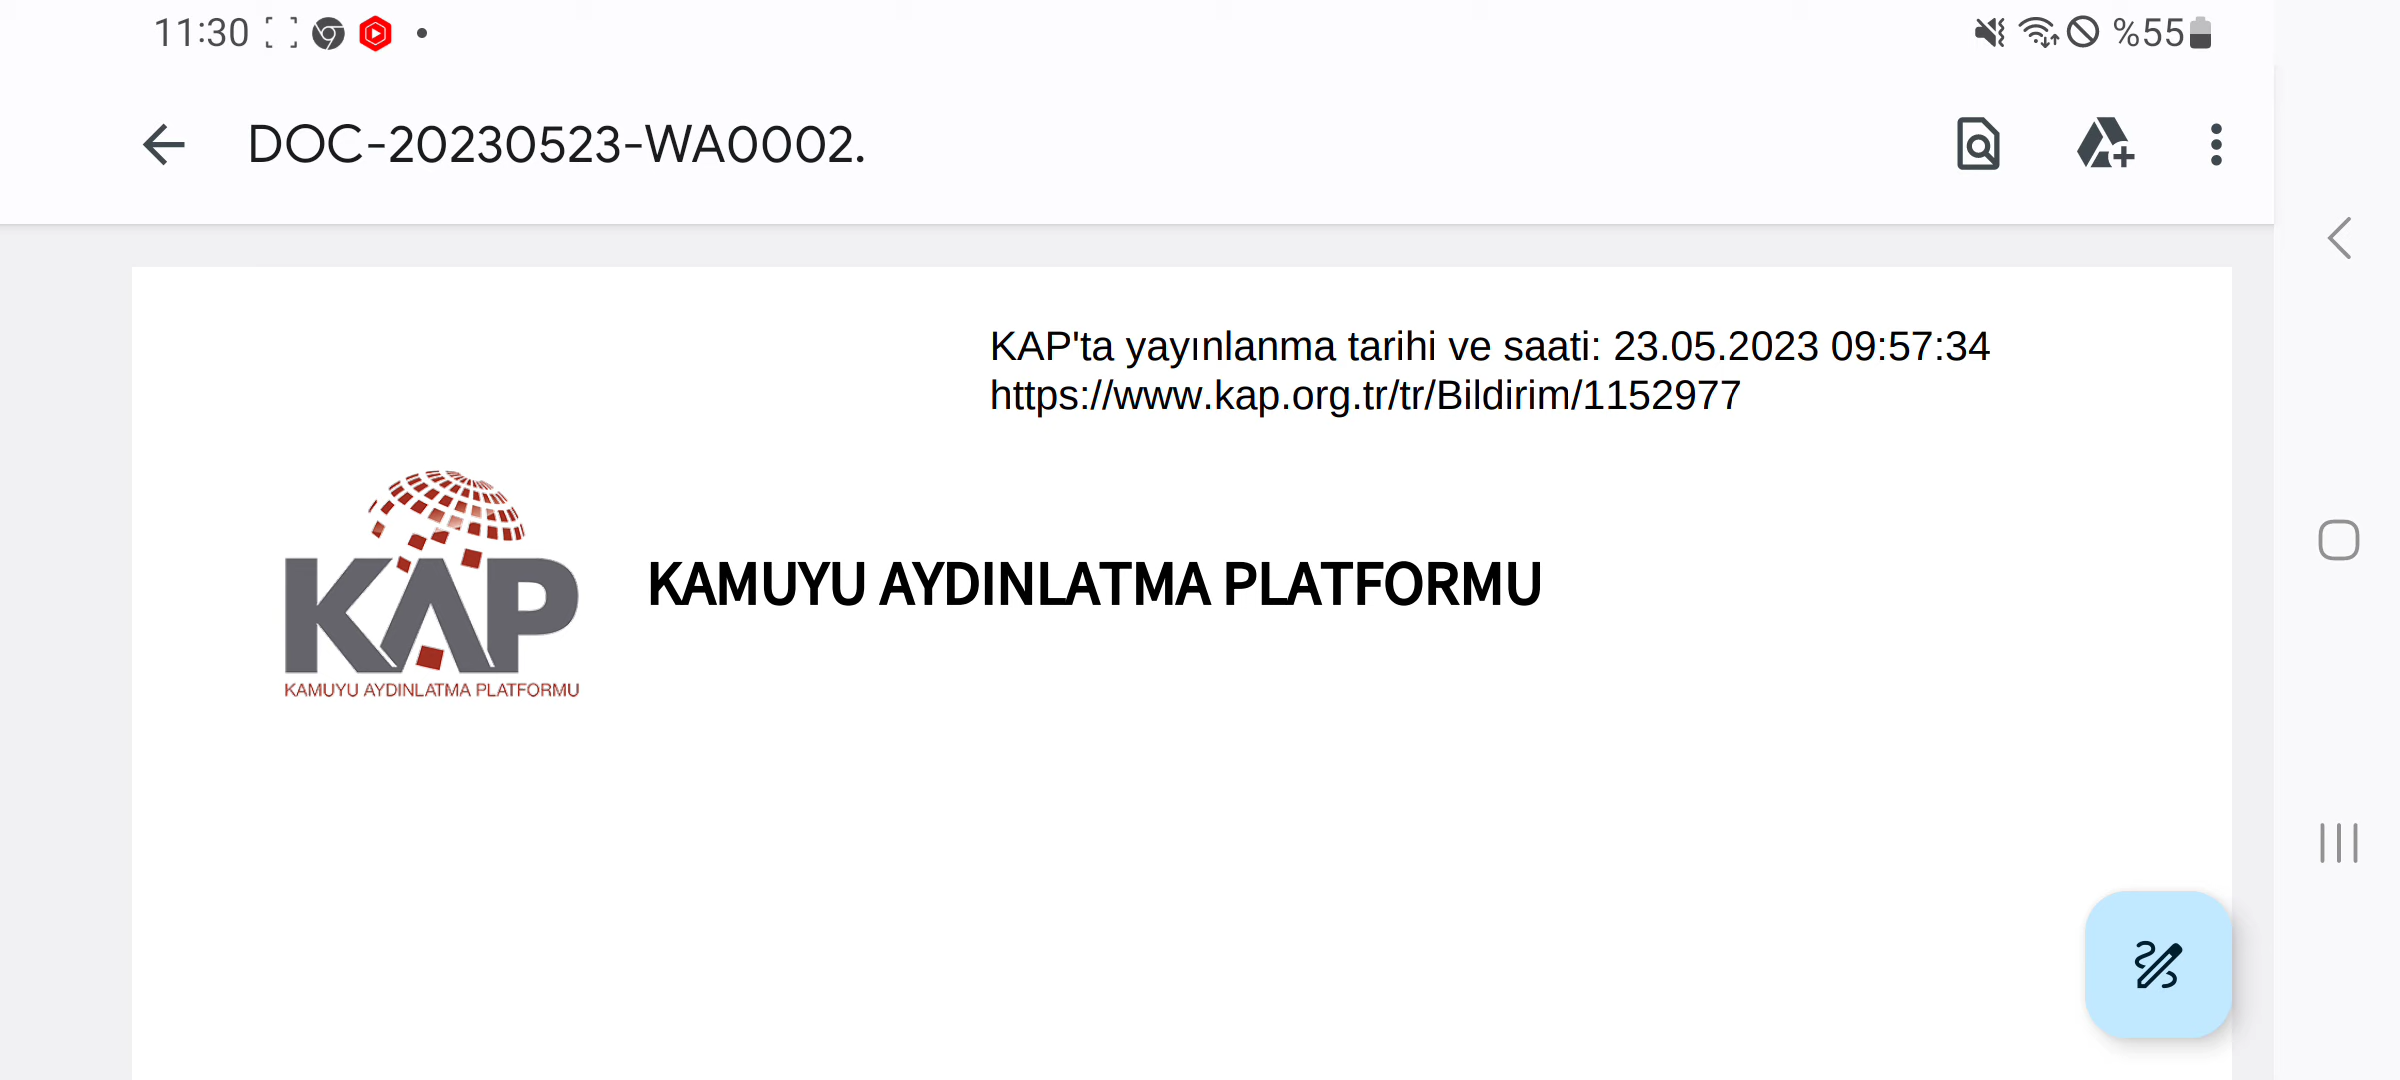 11:30
%55
DOC-20230523-WA0002.
KAP'ta yayınlanma tarihi ve saati: 23.05.2023 09:57:34
https://www.kap.org.tr/tr/Bildirim/1152977
KAP
KAMUYU AYDINLATMA PLATFORMU
KAMUYU AYDINLATMA PLATFORMU